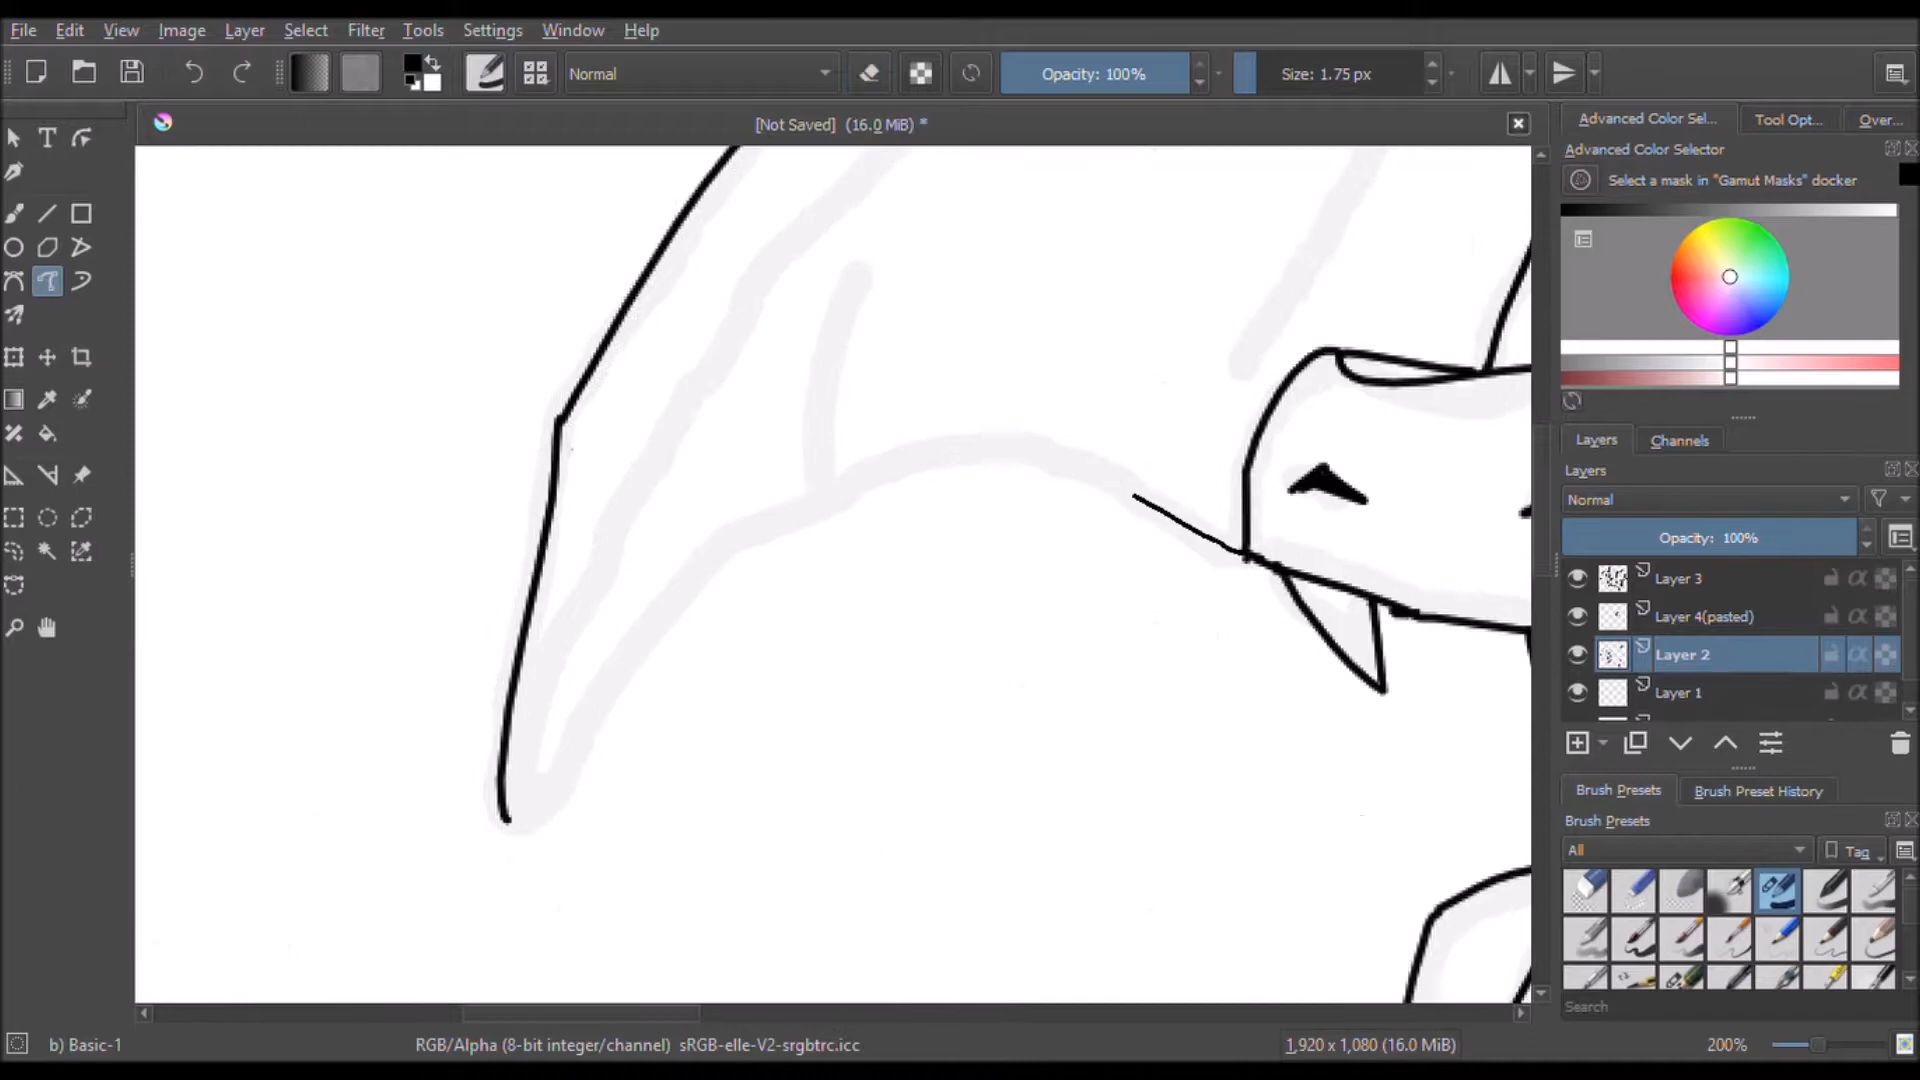 File Edit View Image Layer Select Filter Tools Settings Window Help
Normal Opacity: 100% Size: 1.75 px
[Not Saved] (16.0 MiB) *
Advanced Color Sel... Tool Opt... Over...
Advanced Color Selector
Select a mask in "Gamut Masks" docker
Layers Channels
Layers
Normal
Opacity: 100%
Layer 3
Layer 4(pasted)
Layer 2
Layer 1
Brush Presets Brush Preset History
Brush Presets
All Tag
Search
b) Basic-1 RGB/Alpha (8-bit integer/channel) sRGB-elle-V2-srgbtrc.icc 1,920 x 1,080 (16.0 MiB) 200%